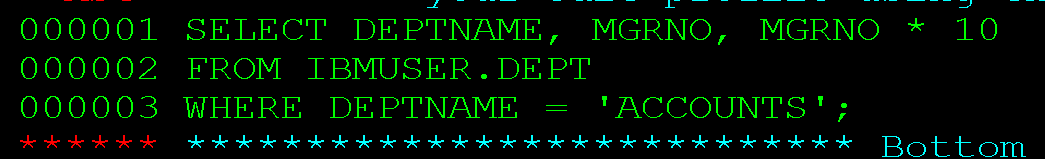 000001 SELECT DEPTNAME, MGRNO, MGRNO * 10
000002 FROM IBMUSER.DEPT
000003 WHERE DEPTNAME = 'ACCOUNTS';
****** **************************** Bottom